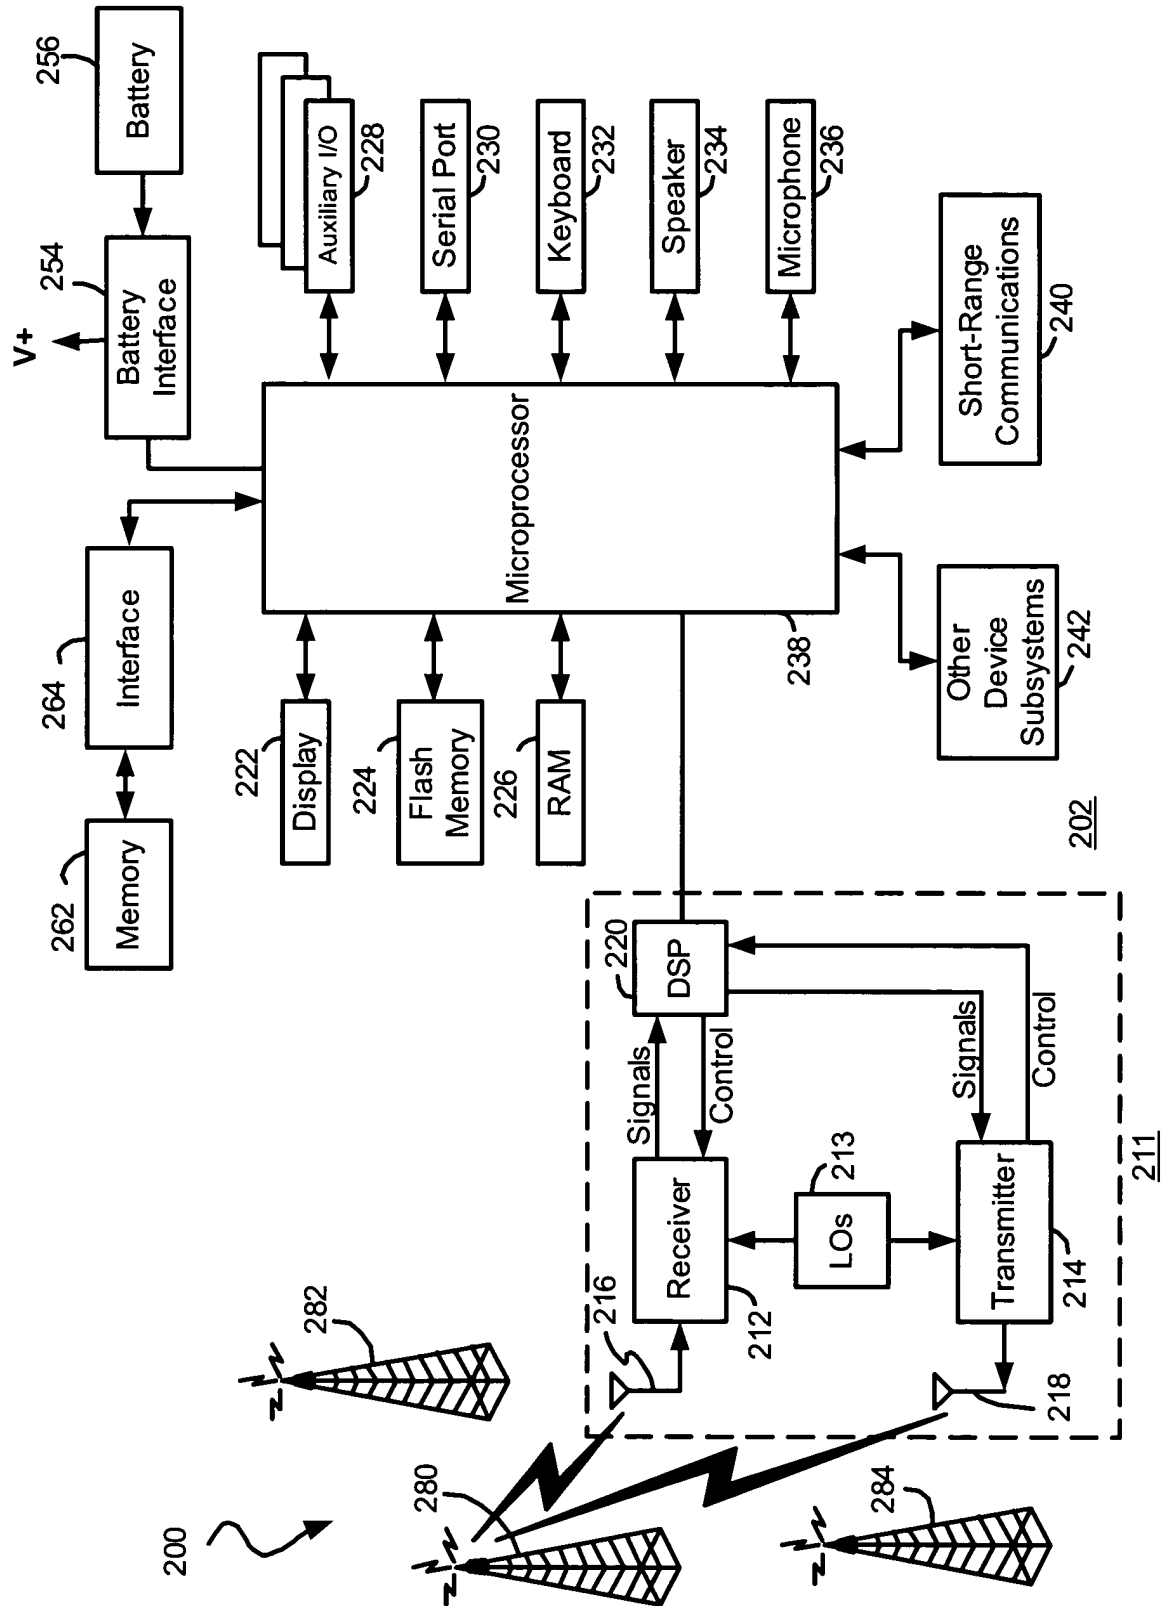 200
282
280
284
262
Memory
264
Interface
V+
254
Battery
Interface
256
Battery
222
Display
224
Flash
Memory
226
RAM
Microprocessor
238
Auxiliary I/O
228
Serial Port
230
Keyboard
232
Speaker
234
Microphone
236
Short-Range
Communications
240
Other
Device
Subsystems
242
202
216
Receiver
212
Signals
Control
220
DSP
LOs
213
Signals
Control
Transmitter
214
218
211